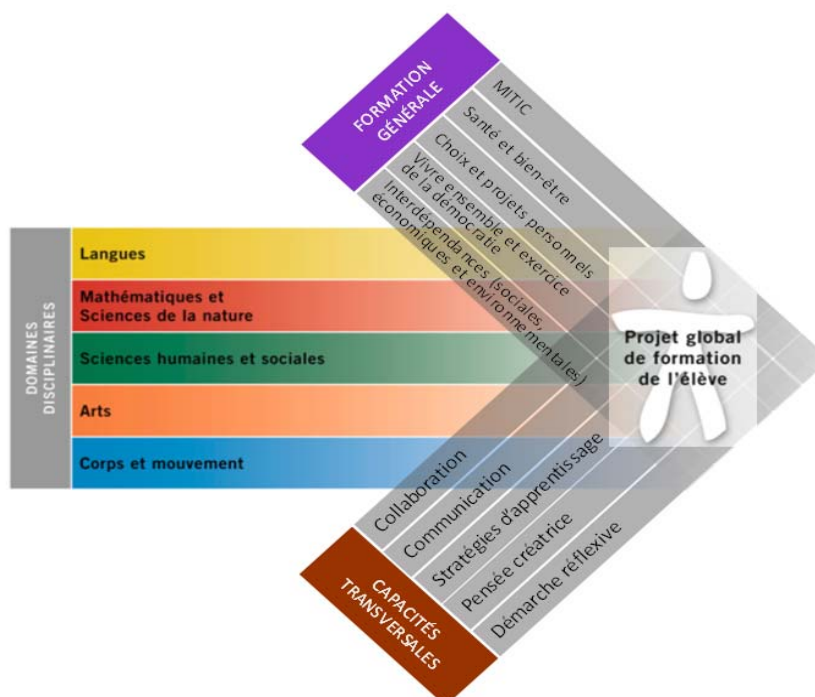 FORMATION
GÉNÉRALE
MITIC
Santé et bien-être
Choix et projets personnels
Vivre ensemble et exercice
de la démocratie
Interdépendances (sociales,
économiques et environnementales)
DOMAINES
DISCIPLINAIRES
Langues
Mathématiques et
Sciences de la nature
Sciences humaines et sociales
Arts
Corps et mouvement
Projet global
de formation
de l'élève
Collaboration
Communication
Stratégies d'apprentissage
Pensée créatrice
Démarche réflexive
CAPACITÉS
TRANSVERSALES